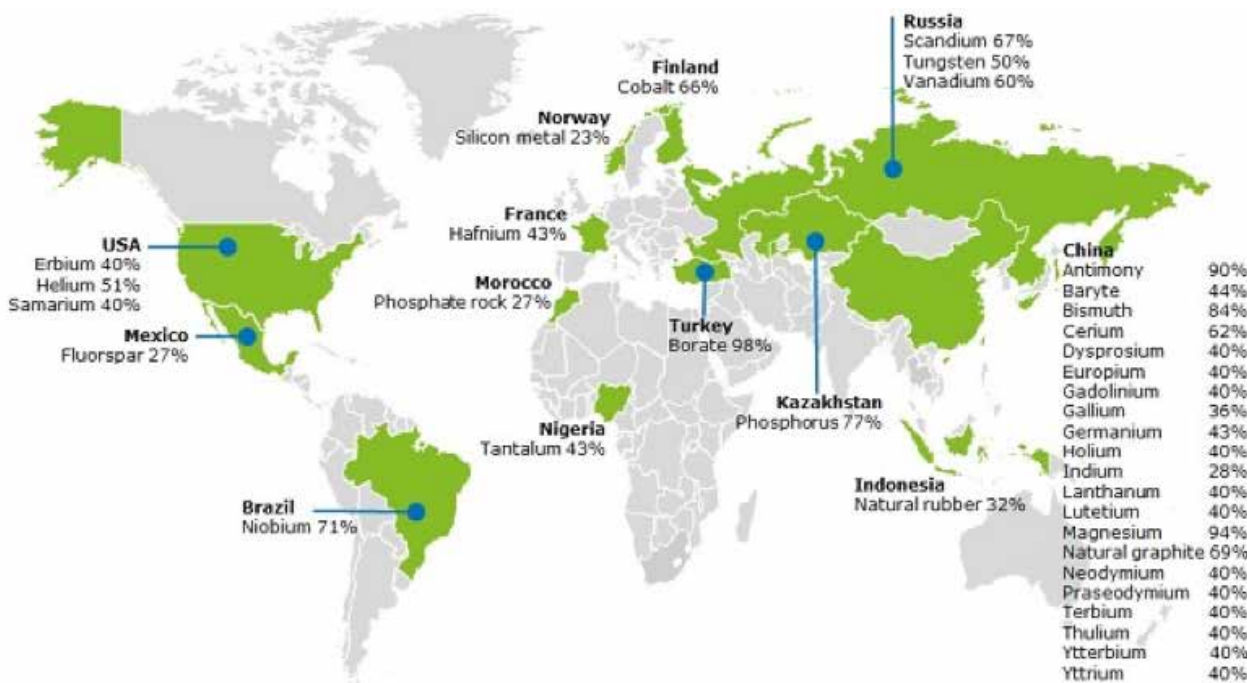 Russia
Scandium 67%
Tungsten 50%
Vanadium 60%
Finland
Cobalt 66%
Norway
Silicon metal 23%
France
Hafnium 43%
USA
Erbium 40%
Helium 51%
Samarium 40%
Morocco
Phosphate rock 27%
Mexico
Fluorspar 27%
Turkey
Borate 98%
Kazakhstan
Phosphorus 77%
Nigeria
Tantalum 43%
Brazil
Niobium 71%
Indonesia
Natural rubber 32%
China
Antimony 90%
Baryte 44%
Bismuth 84%
Cerium 62%
Dysprosium 40%
Europium 40%
Gadolinium 40%
Gallium 36%
Germanium 43%
Holium 40%
Indium 28%
Lanthanum 40%
Lutetium 40%
Magnesium 94%
Natural graphite 69%
Neodymium 40%
Praseodymium 40%
Terbium 40%
Thulium 40%
Ytterbium 40%
Yttrium 40%